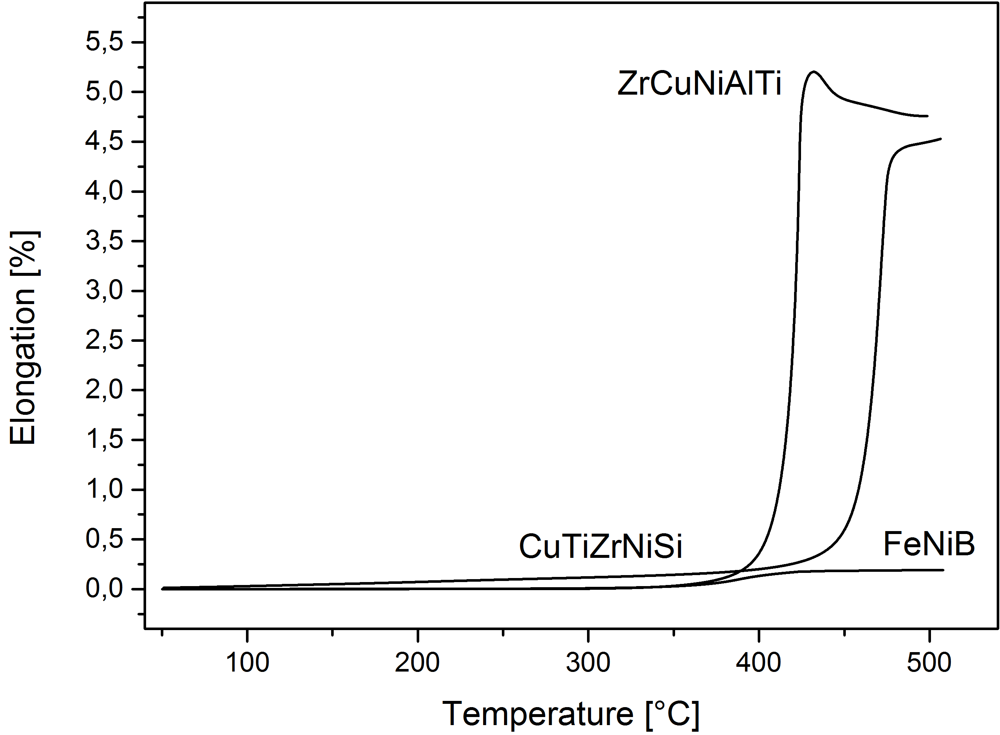 5,5
5,0
4,5
4,0
3,5
3,0
2,5
2,0
1,5
1,0
0,5
0,0
Elongation [%]
ZrCuNiAlTi
CuTiZrNiSi
FeNiB
100 200 300 400 500
Temperature [°C]